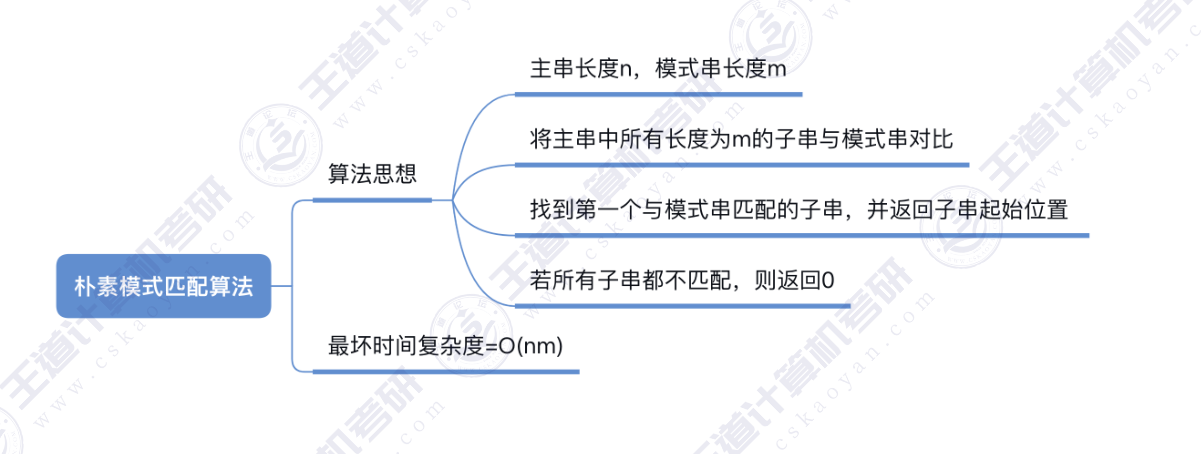 主串长度n，模式串长度m
将主串中所有长度为m的子串与模式串对比
算法思想
找到第一个与模式串匹配的子串，并返回子串起始位置
朴素模式匹配算法
若所有子串都不匹配，则返回0
最坏时间复杂度=O(nm)
王道计算机考研
www.cskaoyan.com